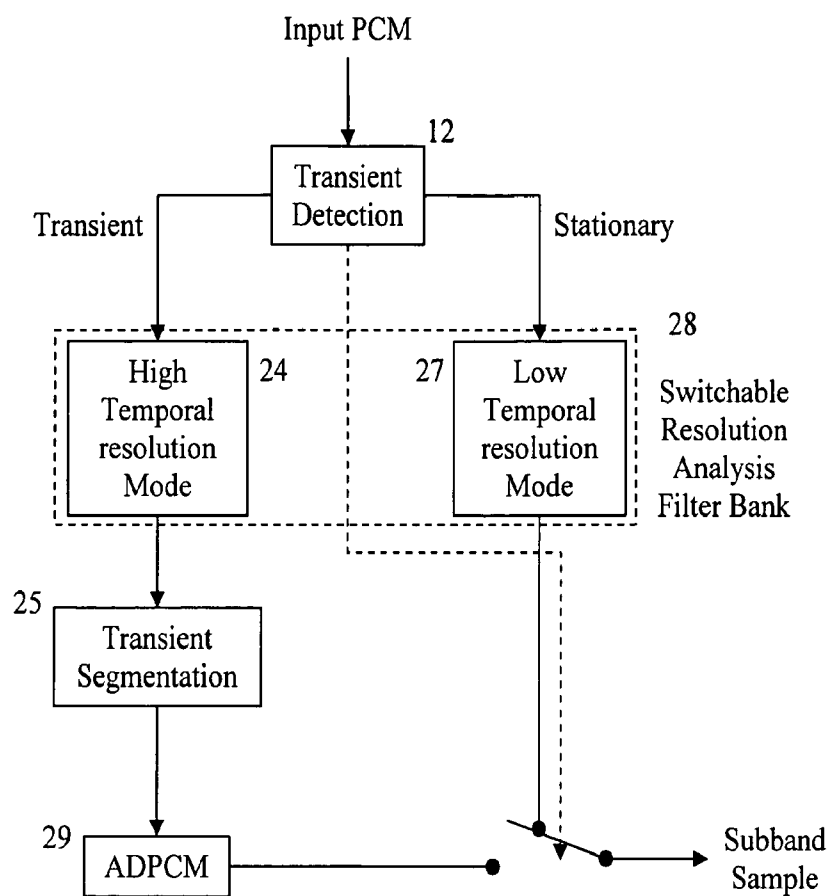 Input PCM
12
Transient
Detection
Transient
Stationary
28
High
Temporal
resolution
Mode
24
27
Low
Temporal
resolution
Mode
Switchable
Resolution
Analysis
Filter Bank
25
Transient
Segmentation
29
ADPCM
Subband
Sample